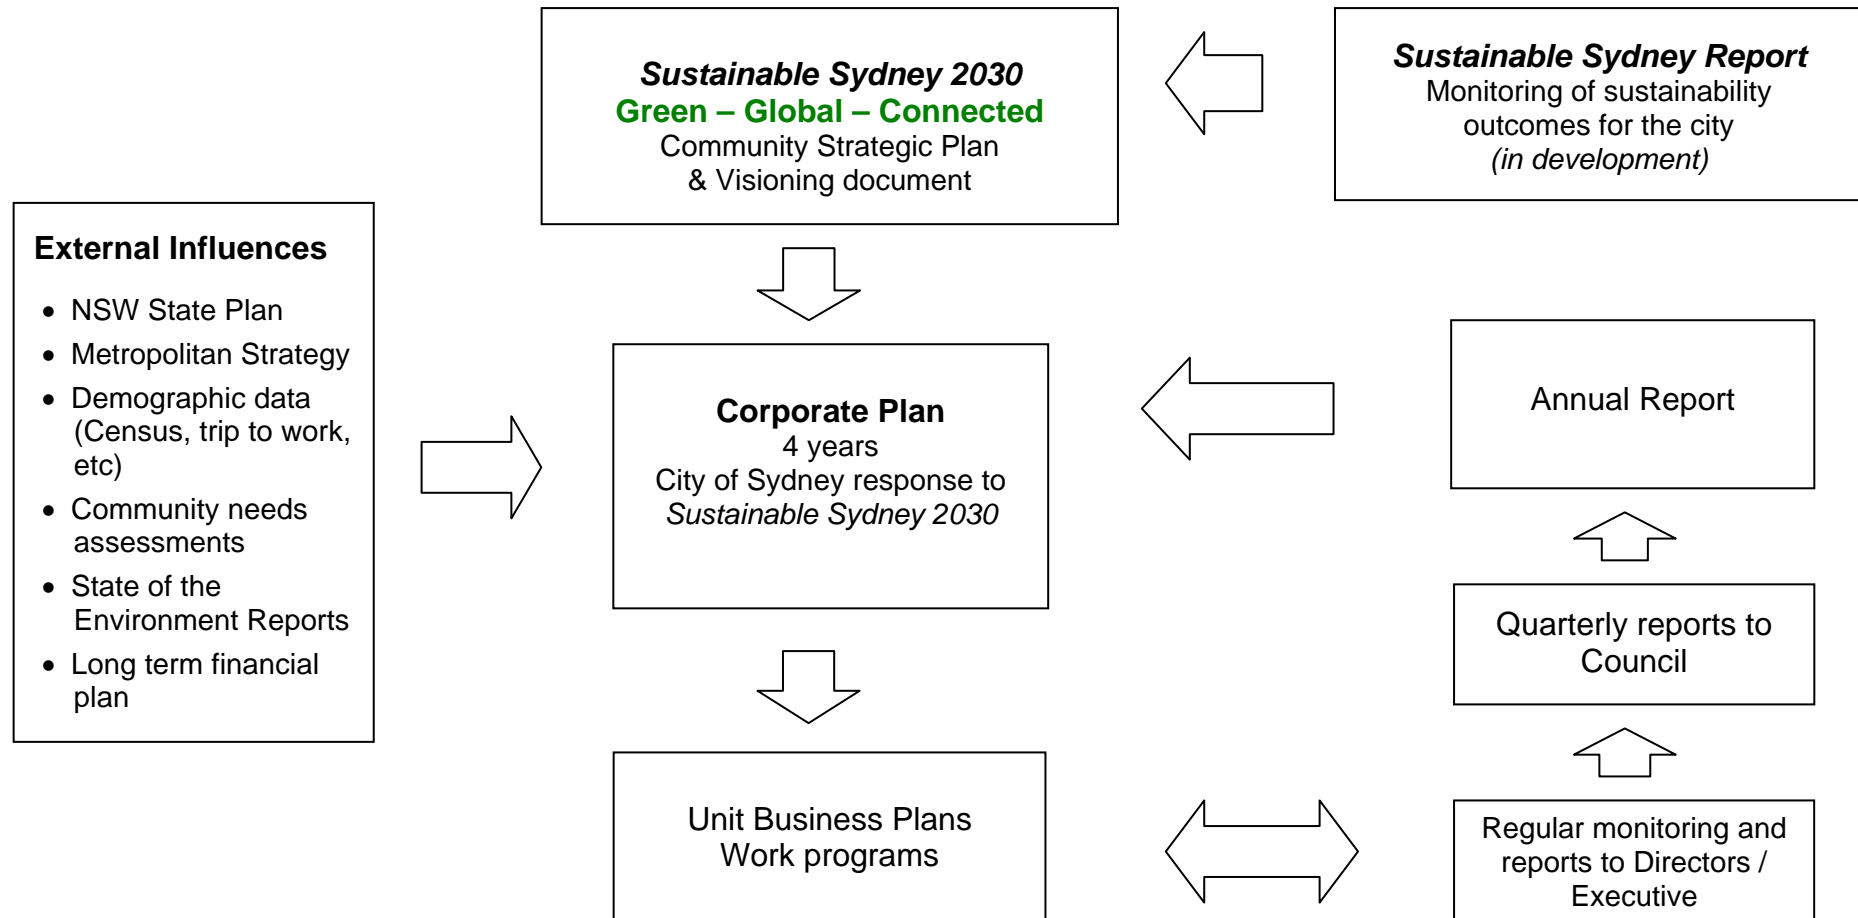 Sustainable Sydney 2030
Green – Global – Connected
Community Strategic Plan
& Visioning document
Sustainable Sydney Report
Monitoring of sustainability
outcomes for the city
(in development)
External Influences
• NSW State Plan
• Metropolitan Strategy
• Demographic data
(Census, trip to work,
etc)
• Community needs
assessments
• State of the
Environment Reports
• Long term financial
plan
Corporate Plan
4 years
City of Sydney response to
Sustainable Sydney 2030
Annual Report
Quarterly reports to
Council
Unit Business Plans
Work programs
Regular monitoring and
reports to Directors /
Executive